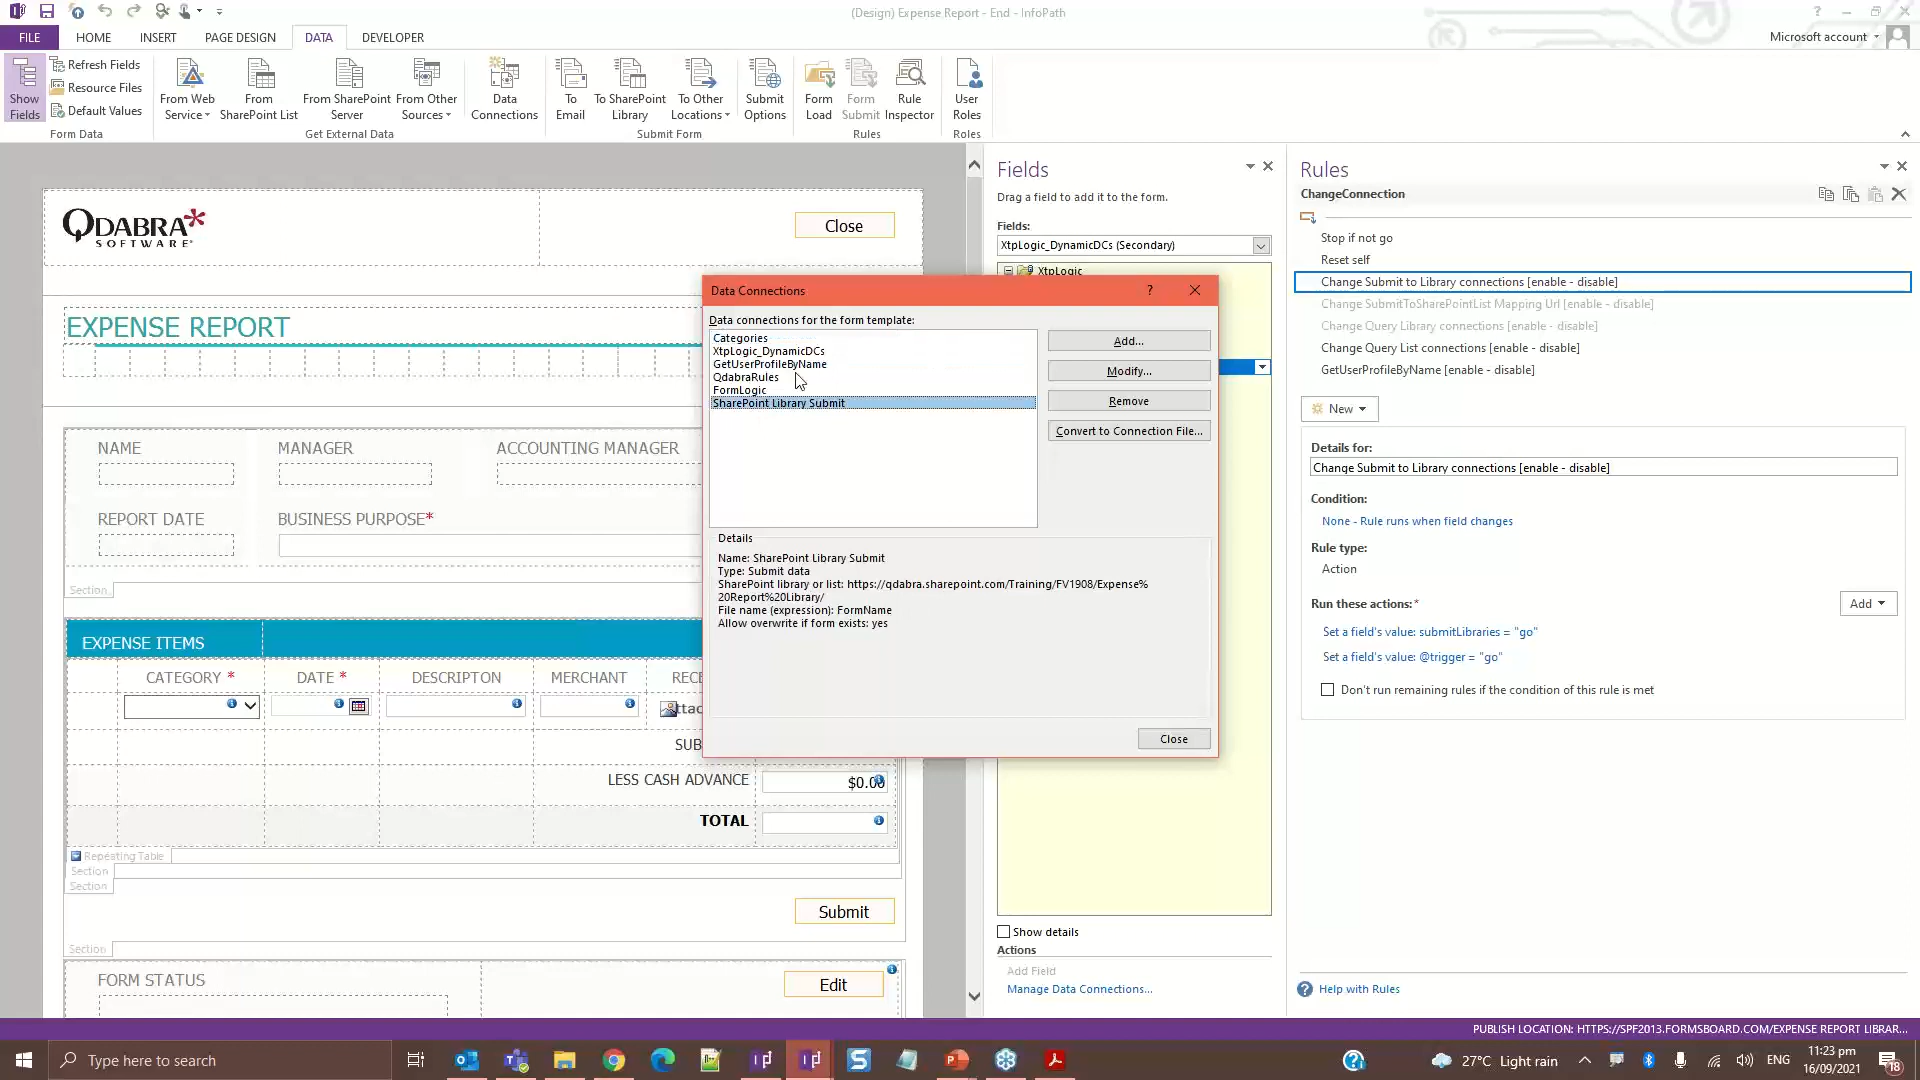 (Design) Expense Report - End - InfoPath
FILE
HOME
INSERT
PAGE DESIGN
DATA
DEVELOPER
Microsoft account
Show Fields
Refresh Fields
Resource Files
Default Values
Form Data
From Web Service
From SharePoint List
From SharePoint Server
From Other Sources
Get External Data
Data Connections
To Email
To SharePoint Library
To Other Locations
Submit Options
Submit Form
Form Load
Form Submit
Rule Inspector
Rules
User Roles
Roles
QDABRA
SOFTWARE
Close
EXPENSE REPORT
NAME
MANAGER
ACCOUNTING MANAGER
REPORT DATE
BUSINESS PURPOSE*
Section
EXPENSE ITEMS
CATEGORY *
DATE *
DESCRIPTON
MERCHANT
RECE
ttac
SUB
LESS CASH ADVANCE
$0.00
TOTAL
Repeating Table
Section
Section
Submit
Section
FORM STATUS
Edit
Data Connections
?
Data connections for the form template:
Categories
XtpLogic_DynamicDCs
GetUserProfileByName
QdabraRules
FormLogic
SharePoint Library Submit
Add...
Modify...
Remove
Convert to Connection File...
Details
Name: SharePoint Library Submit
Type: Submit data
SharePoint library or list: https://qdabra.sharepoint.com/Training/FV1908/Expense%
20Report%20Library/
File name (expression): FormName
Allow overwrite if form exists: yes
Close
Fields
Drag a field to add it to the form.
Fields:
XtpLogic_DynamicDCs (Secondary)
XtpLogic
Show details
Actions
Add Field
Manage Data Connections...
Rules
ChangeConnection
Stop if not go
Reset self
Change Submit to Library connections [enable - disable]
Change SubmitToSharePointList Mapping Url [enable - disable]
Change Query Library connections [enable - disable]
Change Query List connections [enable - disable]
GetUserProfileByName [enable - disable]
New
Details for:
Change Submit to Library connections [enable - disable]
Condition:
None - Rule runs when field changes
Rule type:
Action
Run these actions:*
Add
Set a field's value: submitLibraries = "go"
Set a field's value: @trigger = "go"
Don't run remaining rules if the condition of this rule is met
Help with Rules
PUBLISH LOCATION: HTTPS://SPF2013.FORMSBOARD.COM/EXPENSE REPORT LIBRAR...
Type here to search
27°C Light rain
ENG
11:23 pm
16/09/2021
18